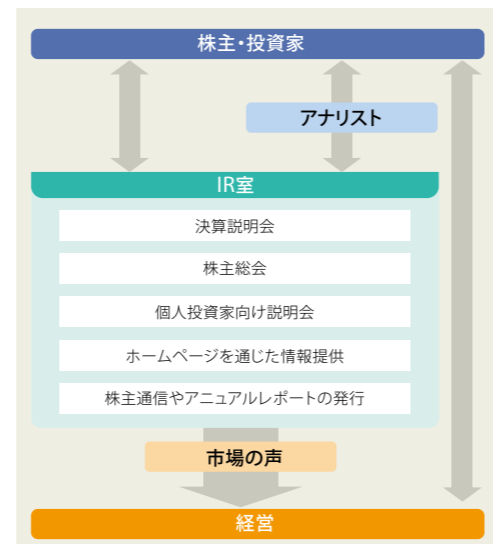 株主・投資家
アナリスト
IR室
決算説明会
株主総会
個人投資家向け説明会
ホームページを通じた情報提供
株主通信やアニュアルレポートの発行
市場の声
経営